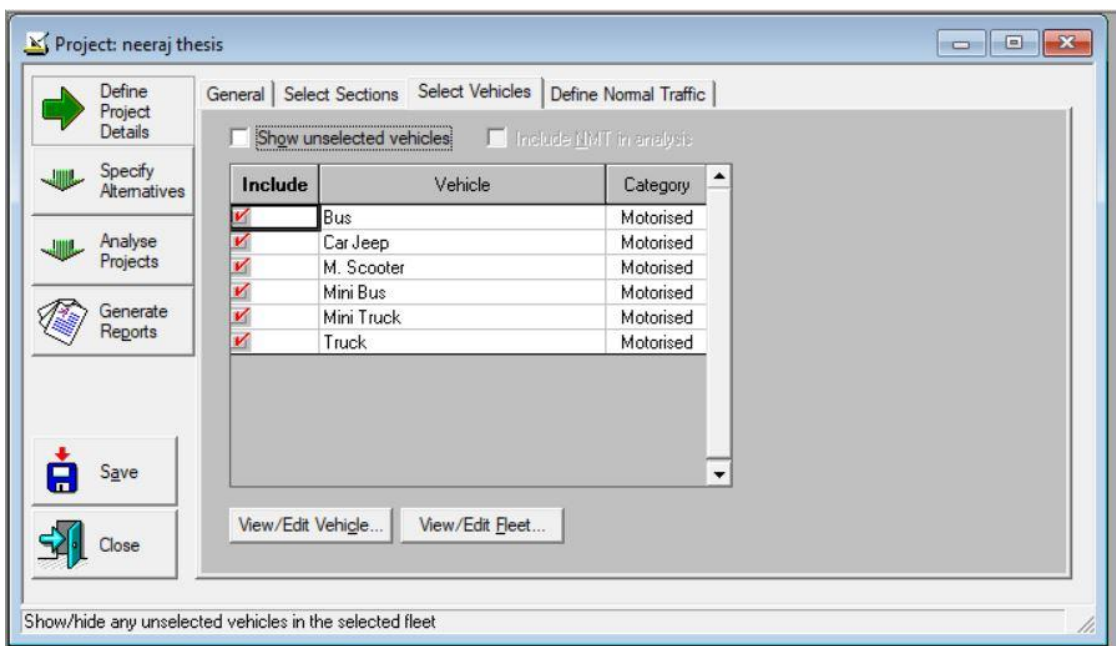 Project: neeraj thesis
Define
Project
Details
Specify
Alternatives
Analyse
Projects
Generate
Reports
Save
Close
General Select Sections Select Vehicles Define Normal Traffic
Show unselected vehicles Include NMT in analysis
Include Vehicle Category
Bus Motorised
Car Jeep Motorised
M. Scooter Motorised
Mini Bus Motorised
Mini Truck Motorised
Truck Motorised
View/Edit Vehicle... View/Edit Fleet...
Show/hide any unselected vehicles in the selected fleet